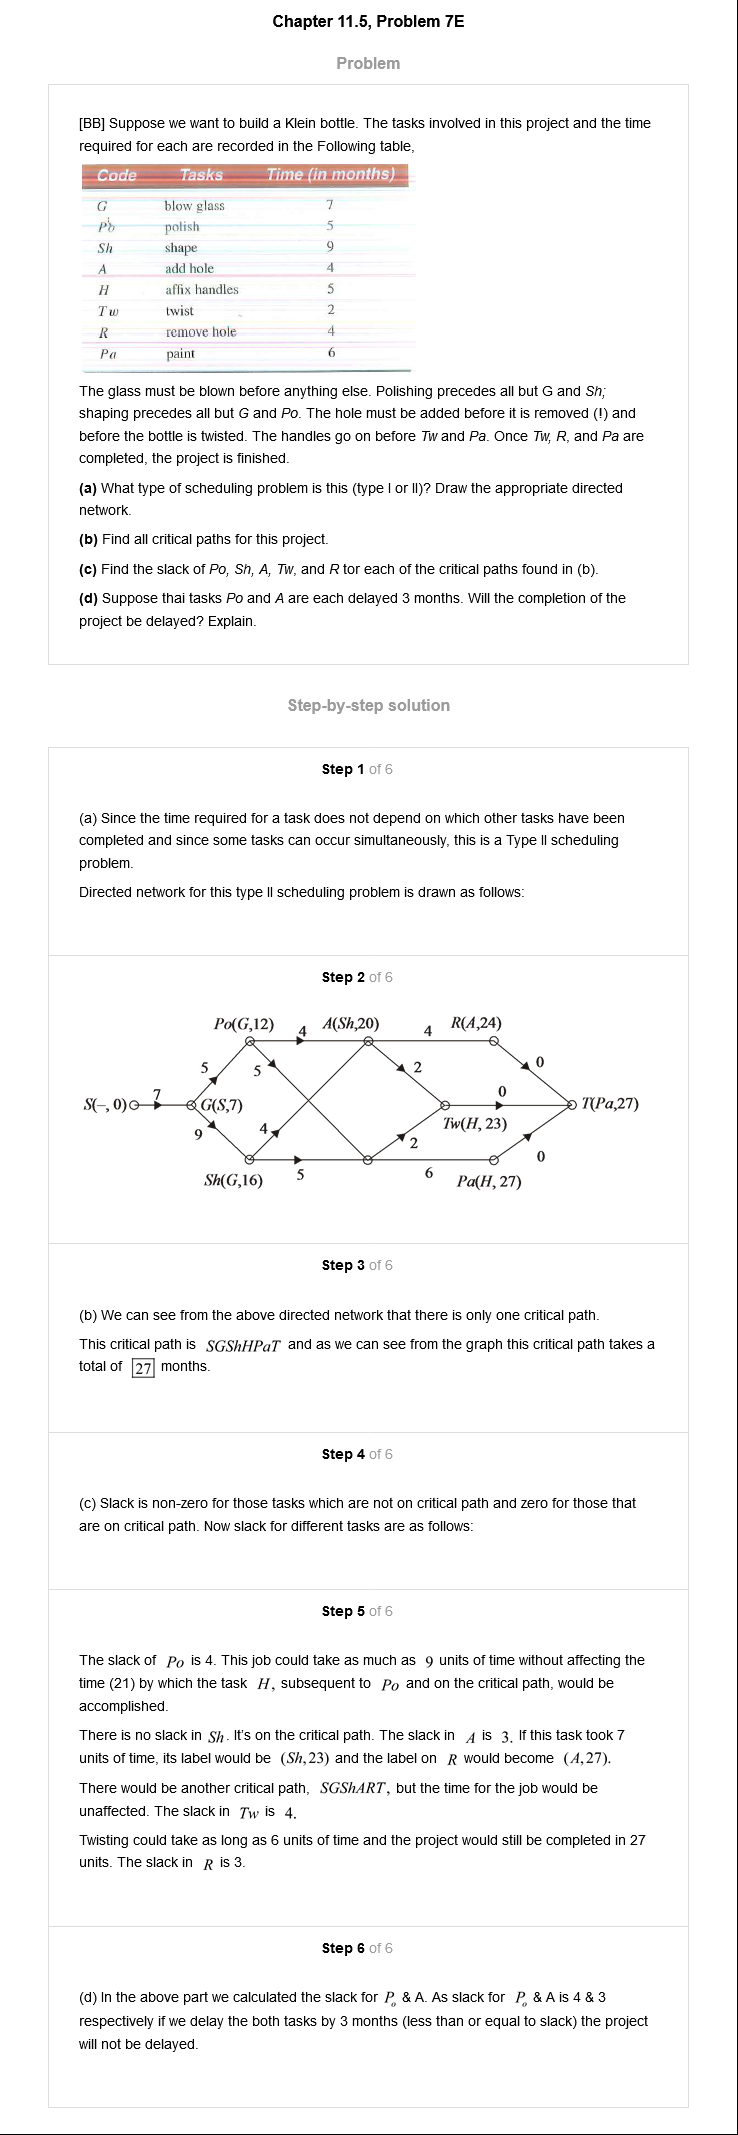 Chapter 11.5, Problem 7E
Problem
[BB] Suppose we want to build a Klein bottle. The tasks involved in this project and the time
required for each are recorded in the Following table,
Code Tasks Time (in months)
G blow glass 7
Po polish 5
Sh shape 9
A add hole 4
H affix handles 5
Tw twist 2
R remove hole 4
Pa paint 6
The glass must be blown before anything else. Polishing precedes all but G and Sh;
shaping precedes all but G and Po. The hole must be added before it is removed (!) and
before the bottle is twisted. The handles go on before Tw and Pa. Once Tw, R, and Pa are
completed, the project is finished.
(a) What type of scheduling problem is this (type I or II)? Draw the appropriate directed
network.
(b) Find all critical paths for this project.
(c) Find the slack of Po, Sh, A, Tw, and R tor each of the critical paths found in (b).
(d) Suppose thai tasks Po and A are each delayed 3 months. Will the completion of the
project be delayed? Explain.
Step-by-step solution
Step 1 of 6
(a) Since the time required for a task does not depend on which other tasks have been
completed and since some tasks can occur simultaneously, this is a Type II scheduling
problem.
Directed network for this type II scheduling problem is drawn as follows:
Step 2 of 6
Po(G,12) 4 A(Sh,20) 4 R(A,24)
5 5 2 0
S(–, 0) 7 G(S,7) 0 T(Pa,27)
9 4 Tw(H, 23)
2
Sh(G,16) 5 6 Pa(H, 27) 0
Step 3 of 6
(b) We can see from the above directed network that there is only one critical path.
This critical path is SGShHPaT and as we can see from the graph this critical path takes a
total of 27 months.
Step 4 of 6
(c) Slack is non-zero for those tasks which are not on critical path and zero for those that
are on critical path. Now slack for different tasks are as follows:
Step 5 of 6
The slack of Po is 4. This job could take as much as 9 units of time without affecting the
time (21) by which the task H, subsequent to Po and on the critical path, would be
accomplished.
There is no slack in Sh. It's on the critical path. The slack in A is 3. If this task took 7
units of time, its label would be (Sh,23) and the label on R would become (A,27).
There would be another critical path, SGShART, but the time for the job would be
unaffected. The slack in Tw is 4.
Twisting could take as long as 6 units of time and the project would still be completed in 27
units. The slack in R is 3.
Step 6 of 6
(d) In the above part we calculated the slack for Po & A. As slack for Po & A is 4 & 3
respectively if we delay the both tasks by 3 months (less than or equal to slack) the project
will not be delayed.